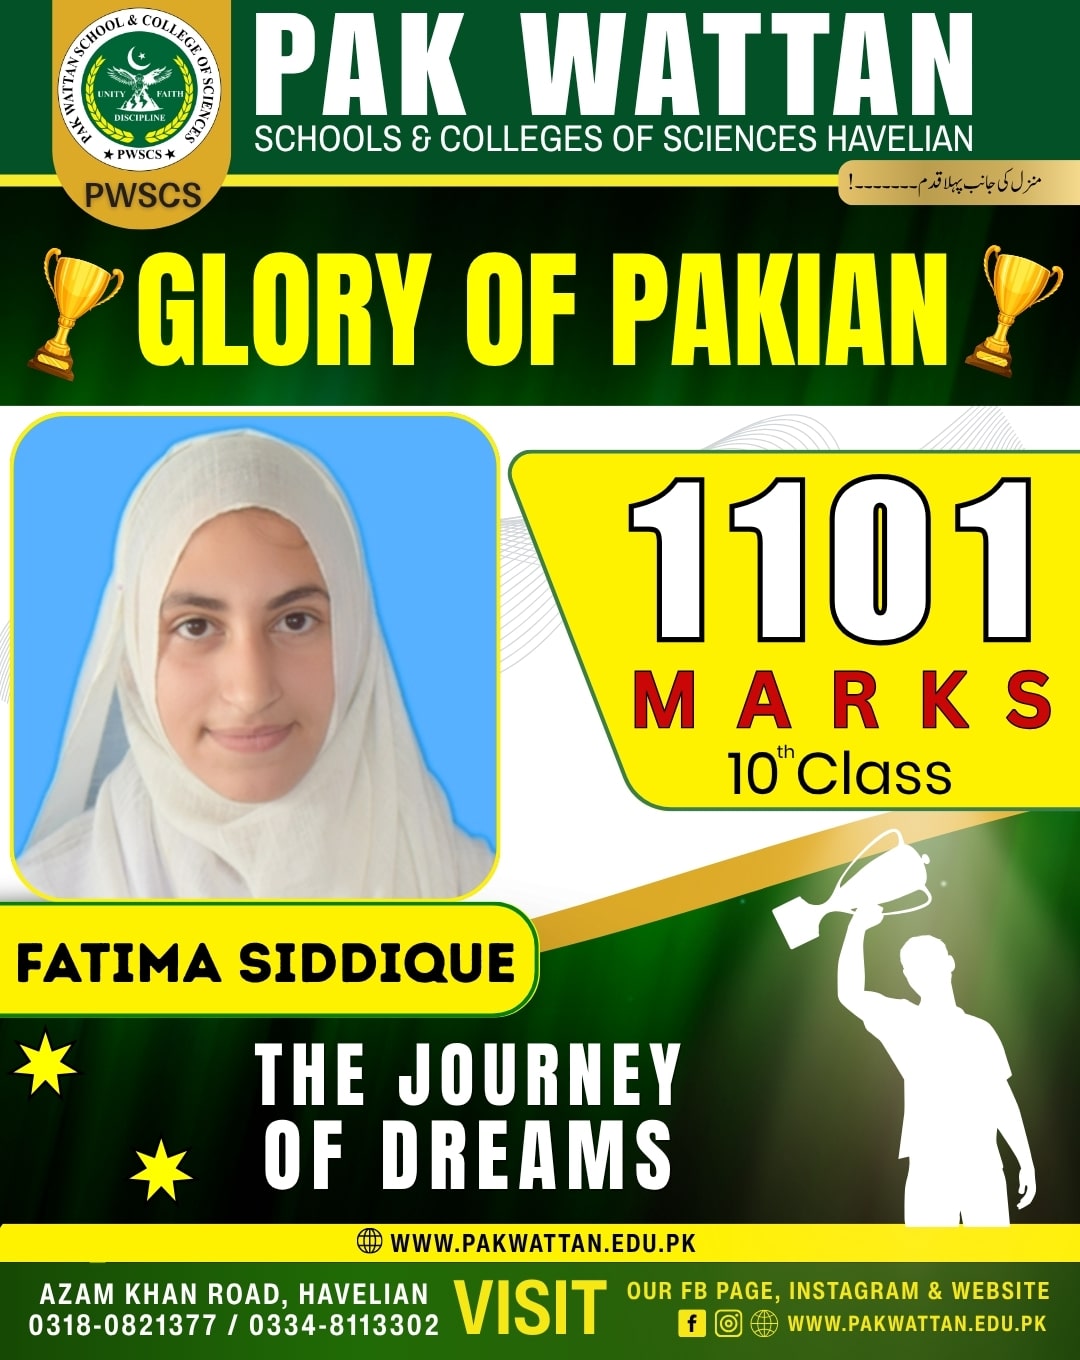 PAK WATTAN SCHOOL & COLLEGE OF SCIENCES
UNITY FAITH
DISCIPLINE
PWSCS
PWSCS
PAK WATTAN
SCHOOLS & COLLEGES OF SCIENCES HAVELIAN
منزل کی جانب پہلا قدم-------!
GLORY OF PAKIAN
1101
MARKS
10th Class
FATIMA SIDDIQUE
THE JOURNEY
OF DREAMS
WWW.PAKWATTAN.EDU.PK
AZAM KHAN ROAD, HAVELIAN
0318-0821377 / 0334-8113302
VISIT
OUR FB PAGE, INSTAGRAM & WEBSITE
WWW.PAKWATTAN.EDU.PK